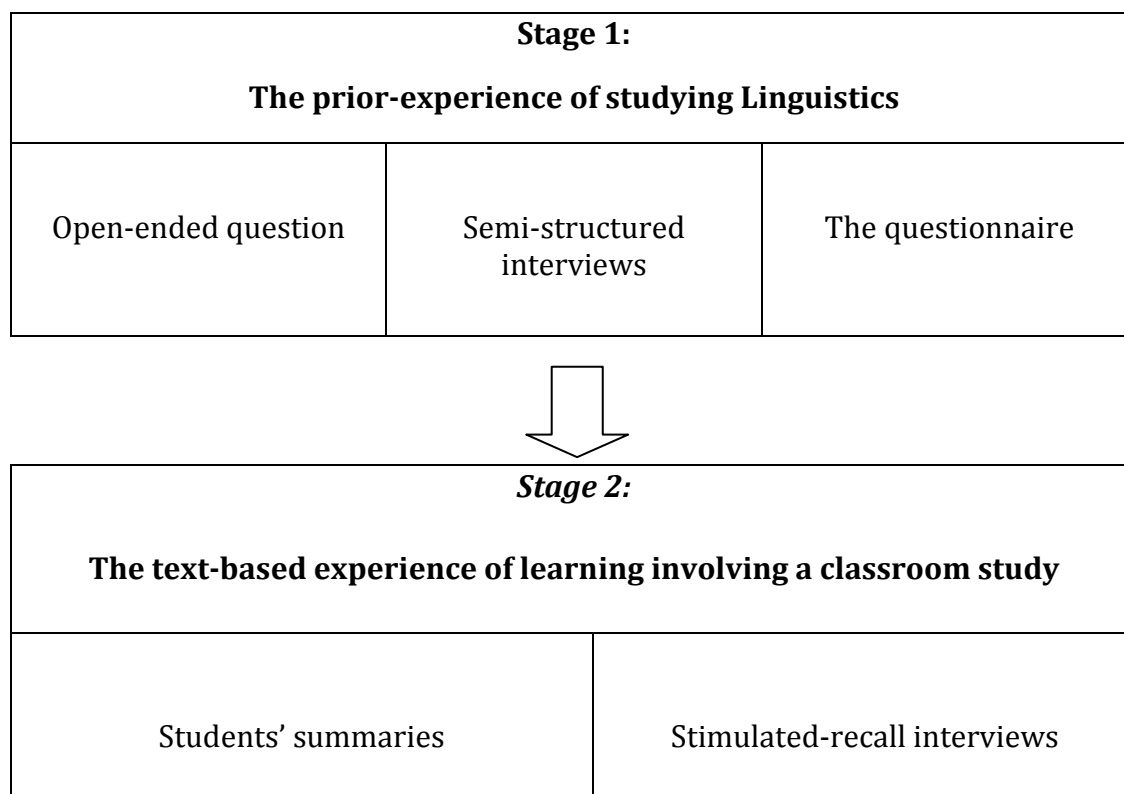 Stage 1:
The prior-experience of studying Linguistics
Open-ended question
Semi-structured
interviews
The questionnaire
Stage 2:
The text-based experience of learning involving a classroom study
Students’ summaries
Stimulated-recall interviews